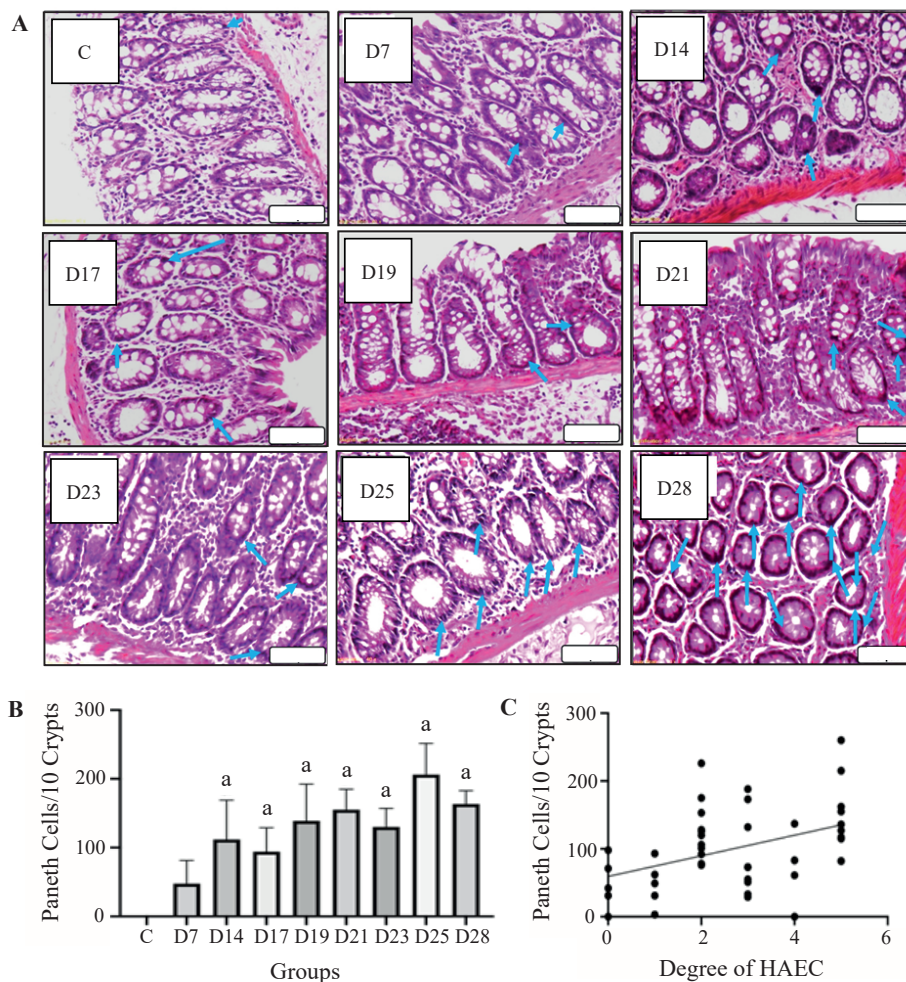 A
C
D7
D14
D17
D19
D21
D23
D25
D28
B
Paneth Cells/10 Crypts
300
200
100
0
a a a a a a a
C D7 D14 D17 D19 D21 D23 D25 D28
Groups
C
Paneth Cells/10 Crypts
300
200
100
0
0 2 4 6
Degree of HAEC